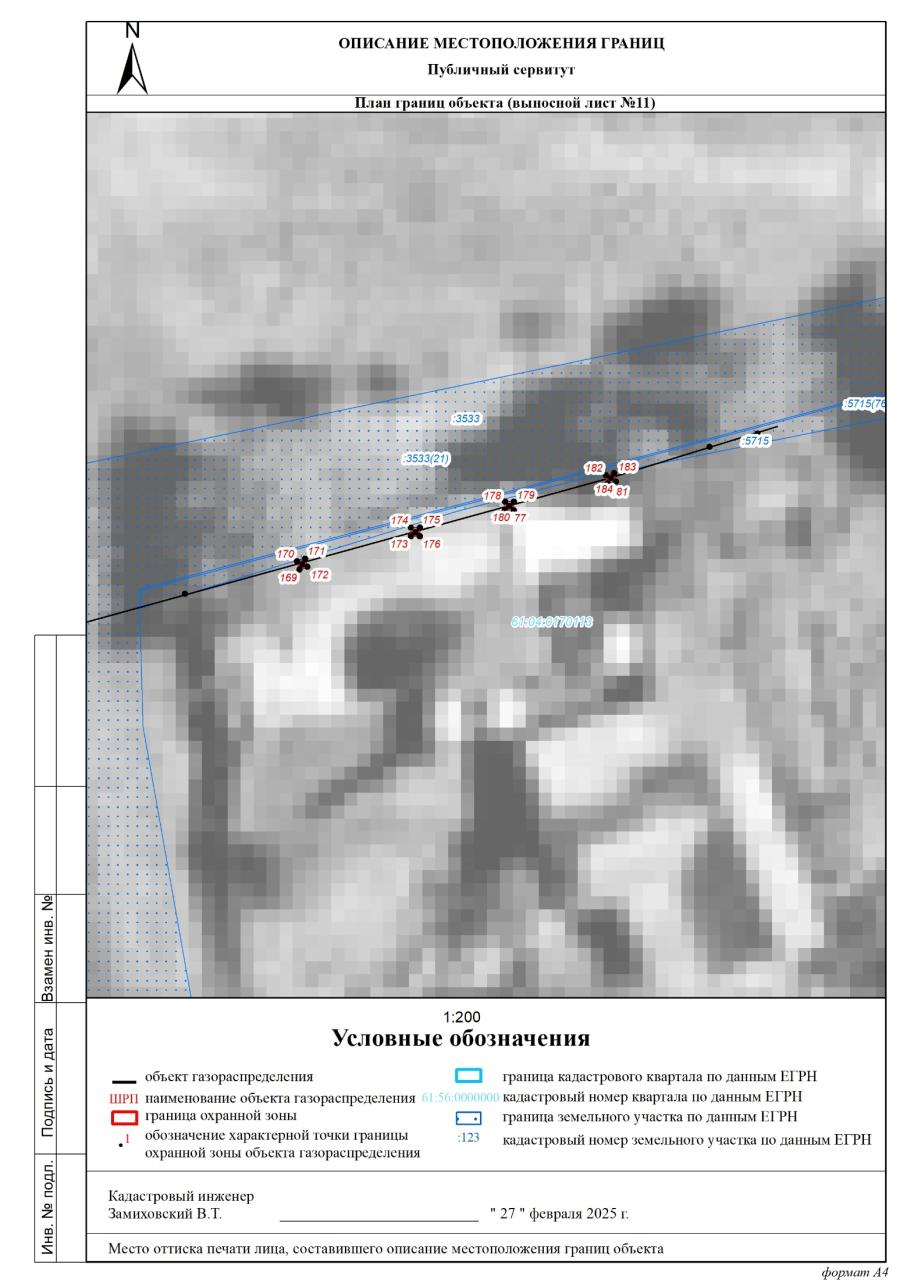 N
ОПИСАНИЕ МЕСТОПОЛОЖЕНИЯ ГРАНИЦ
Публичный сервитут
План границ объекта (выносной лист №11)
:5715(76
:3533
:5715
:3533(21)
182 183
184 81
178 179
180 77
174 175
173 176
170 171
169 172
61:04:0170113
1:200
Условные обозначения
объект газораспределения
ШРП наименование объекта газораспределения
граница охранной зоны
1 обозначение характерной точки границы
охранной зоны объекта газораспределения
граница кадастрового квартала по данным ЕГРН
61:56:0000000 кадастровый номер квартала по данным ЕГРН
граница земельного участка по данным ЕГРН
:123 кадастровый номер земельного участка по данным ЕГРН
Кадастровый инженер
Замиховский В.Т. " 27 " февраля 2025 г.
Место оттиска печати лица, составившего описание местоположения границ объекта
Взамен инв. №
Подпись и дата
Инв. № подл.
формат А4